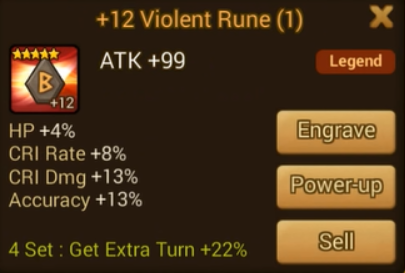 +12 Violent Rune (1)
ATK +99
Legend
+12
HP +4%
CRI Rate +8%
CRI Dmg +13%
Accuracy +13%
Engrave
Power-up
Sell
4 Set : Get Extra Turn +22%